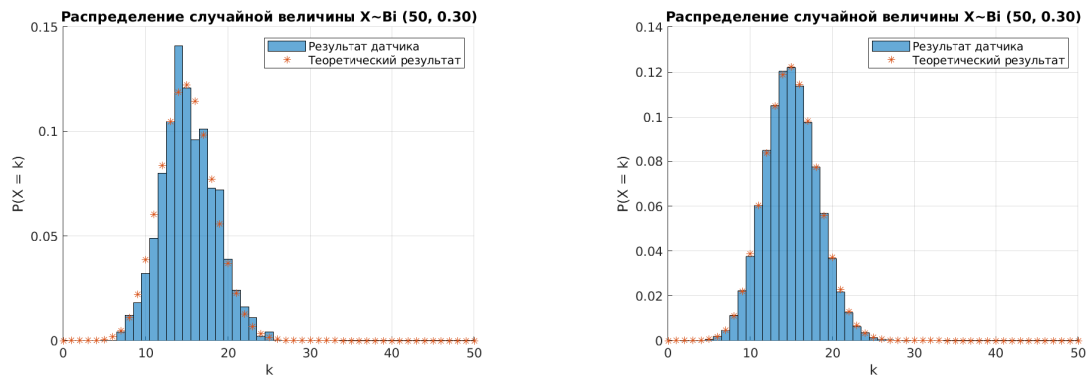 Распределение случайной величины X~Bi (50, 0.30)
0.15
0.1
0.05
0
P(X = k)
Результат датчика
Теоретический результат
0 10 20 30 40 50
k
Распределение случайной величины X~Bi (50, 0.30)
0.14
0.12
0.1
0.08
0.06
0.04
0.02
0
P(X = k)
Результат датчика
Теоретический результат
0 10 20 30 40 50
k